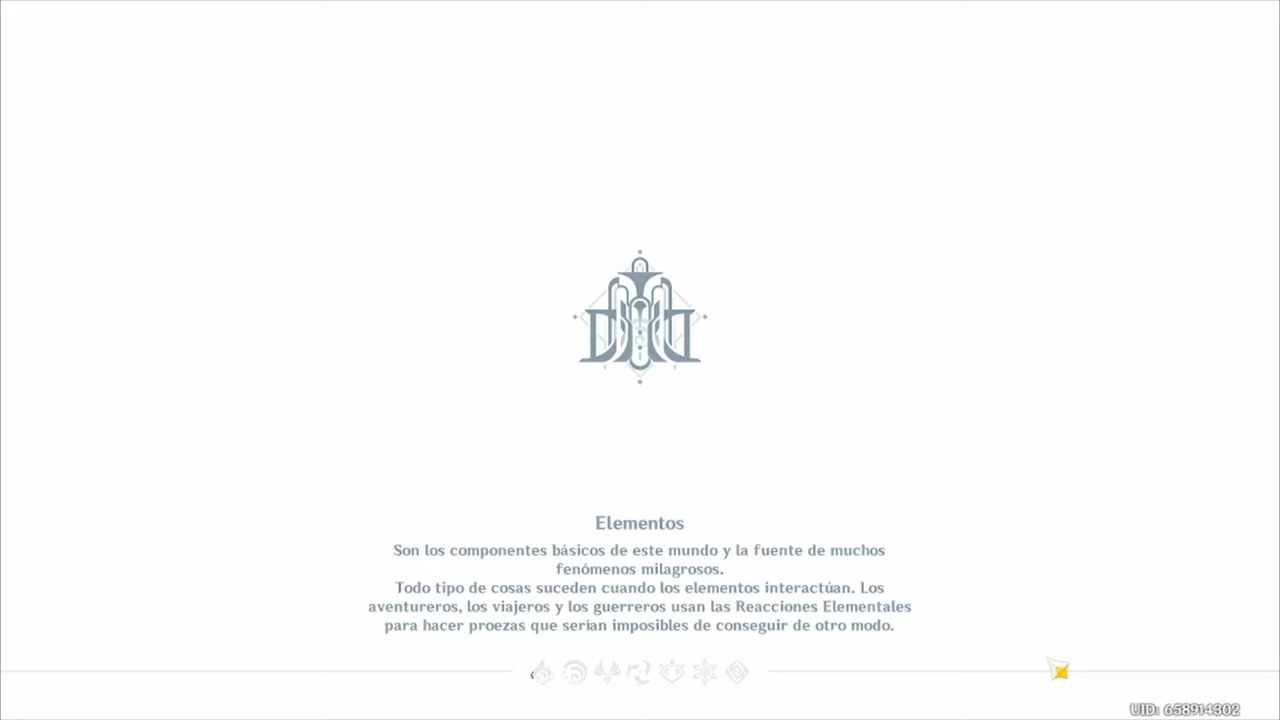 Elementos
Son los componentes básicos de este mundo y la fuente de muchos
fenómenos milagrosos.
Todo tipo de cosas suceden cuando los elementos interactúan. Los
aventureros, los viajeros y los guerreros usan las Reacciones Elementales
para hacer proezas que serían imposibles de conseguir de otro modo.
UID: 658914302